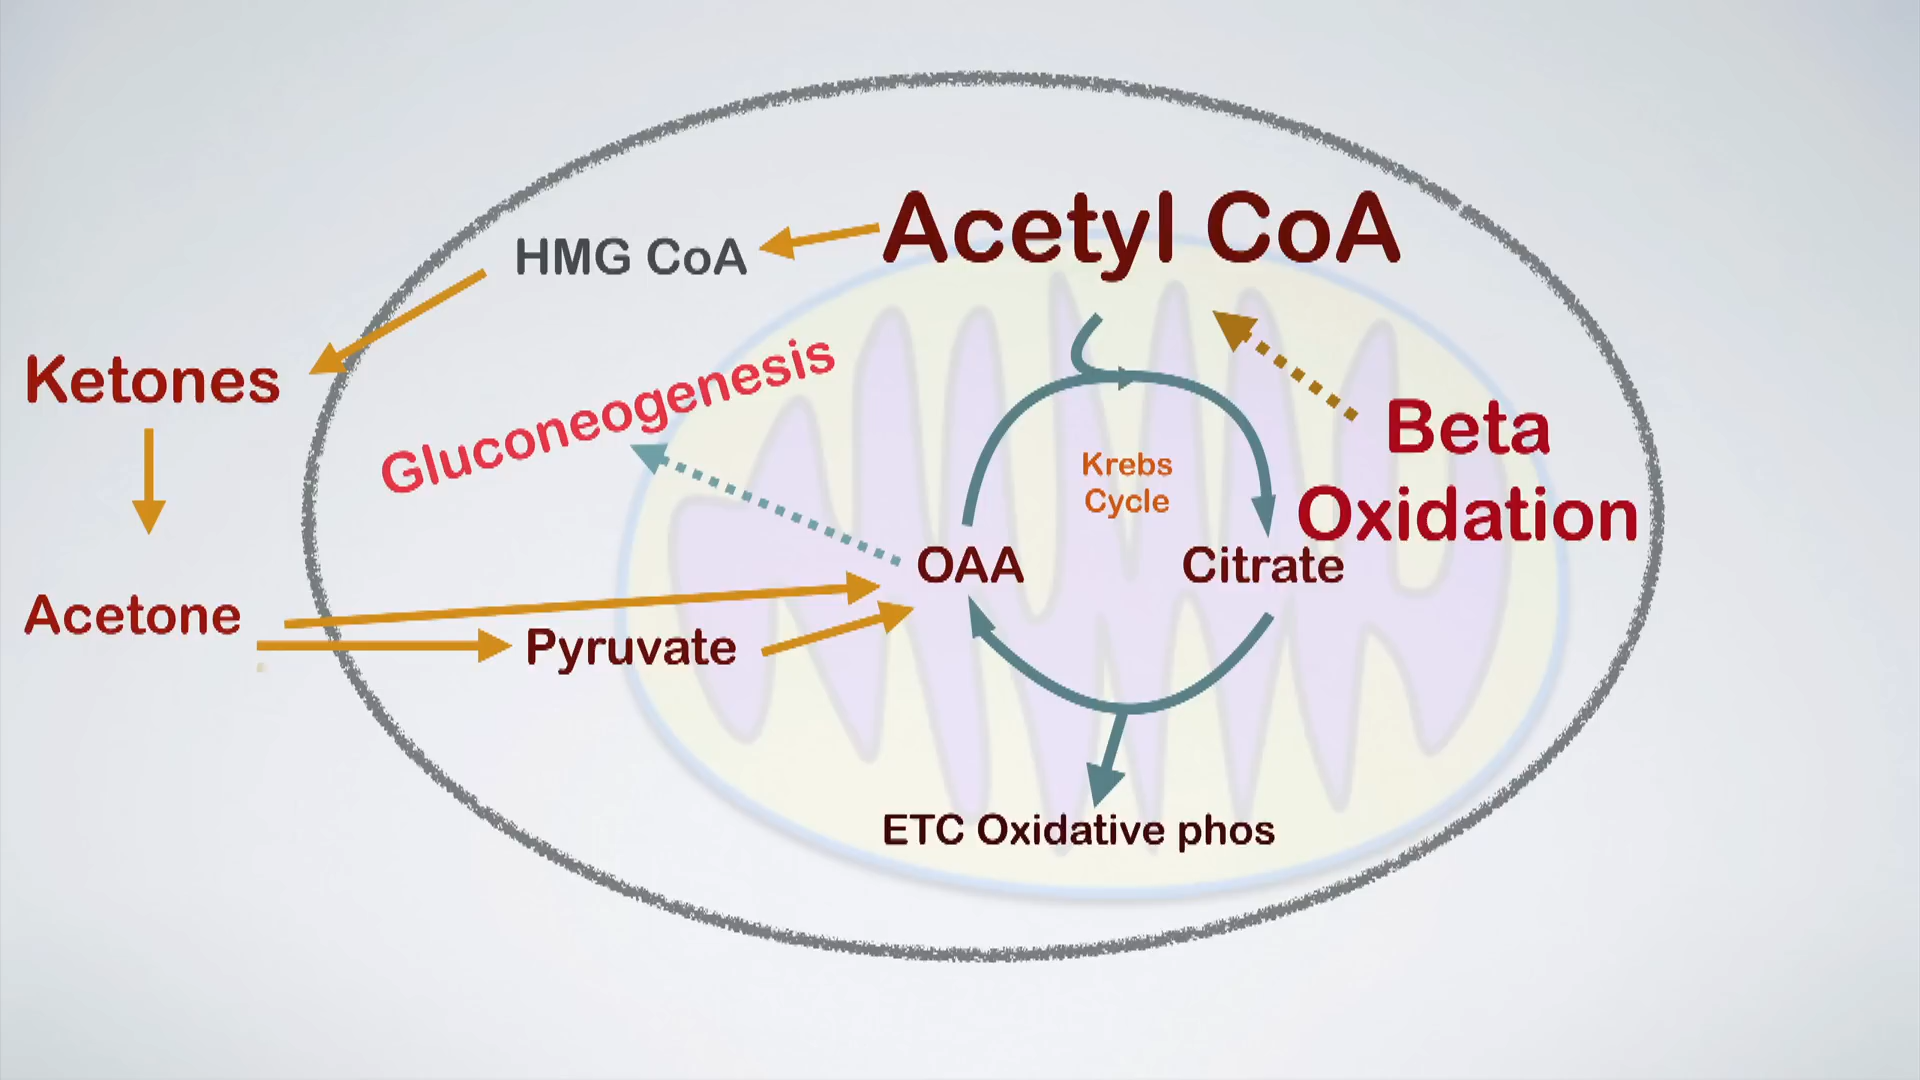 Acetyl CoA
HMG CoA
Ketones
Gluconeogenesis
Beta
Oxidation
Krebs
Cycle
OAA
Citrate
Acetone
Pyruvate
ETC Oxidative phos